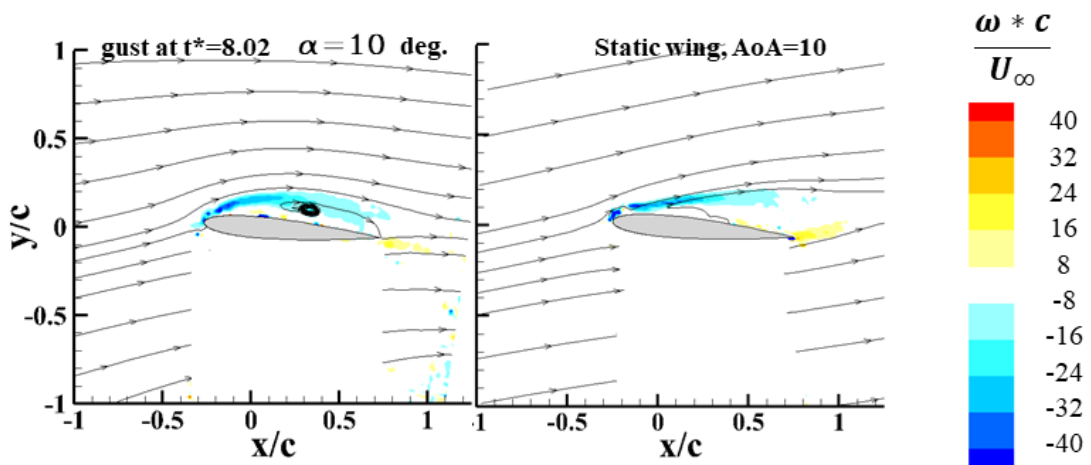 gust at t*=8.02 α=10 deg.
Static wing, AoA=10
ω * c
U∞
1
0.5
0
-0.5
-1
y/c
-1 -0.5 0 0.5 1
x/c
-1 -0.5 0 0.5 1
x/c
40
32
24
16
8
-8
-16
-24
-32
-40